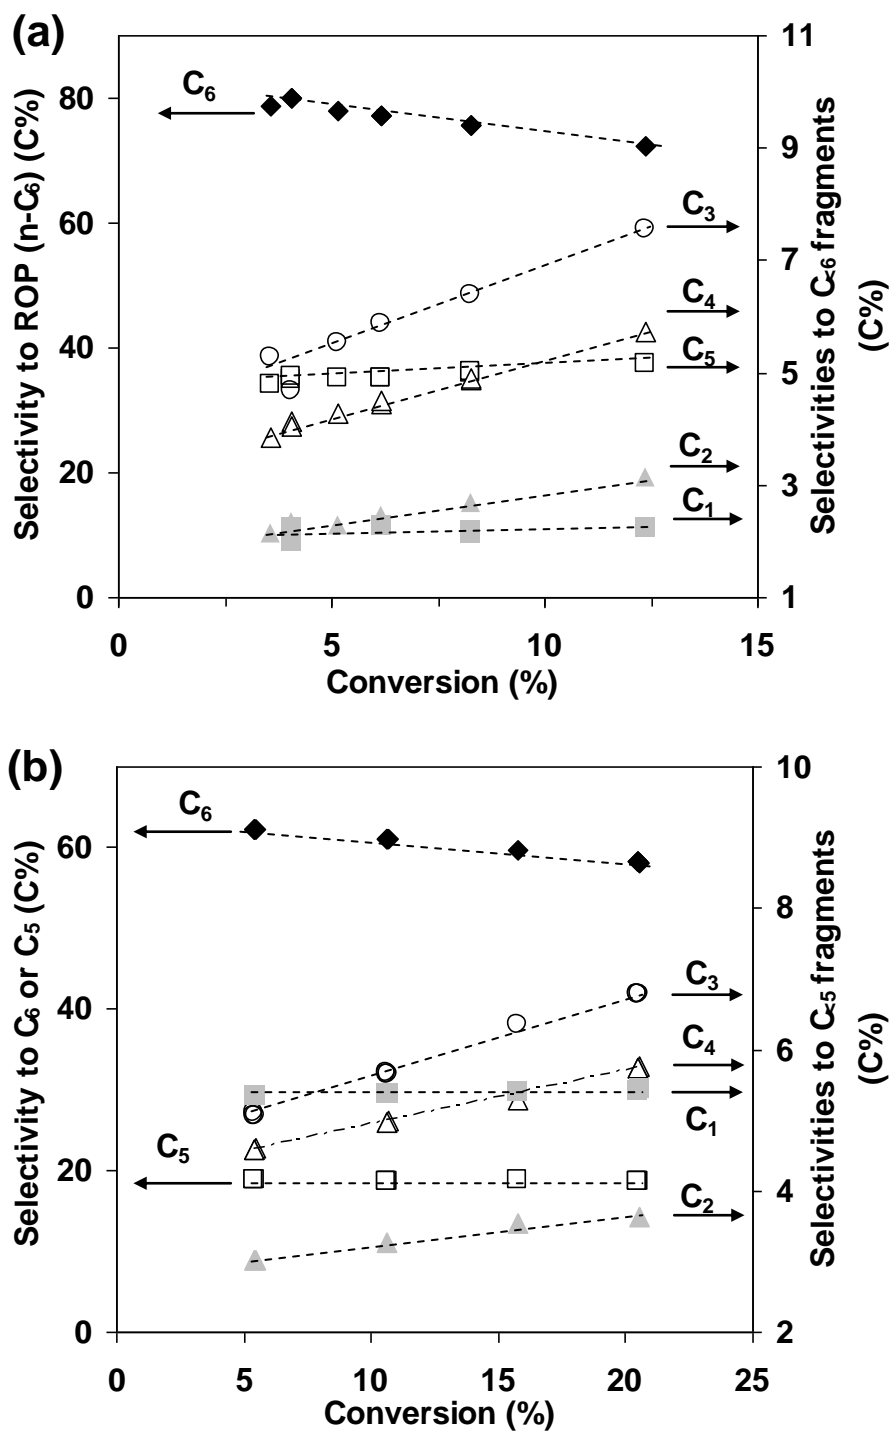 (a)
Selectivity to ROP (n-C₆) (C%)
80
60
40
20
0
C₆
C₃
C₄
C₅
C₂
C₁
11
9
7
5
3
1
Selectivities to C<6 fragments
(C%)
0
5
10
15
Conversion (%)
(b)
Selectivity to C₆ or C₅ (C%)
60
40
20
0
C₆
C₅
C₃
C₄
C₁
C₂
10
8
6
4
2
Selectivities to C<5 fragments
(C%)
0
5
10
15
20
25
Conversion (%)